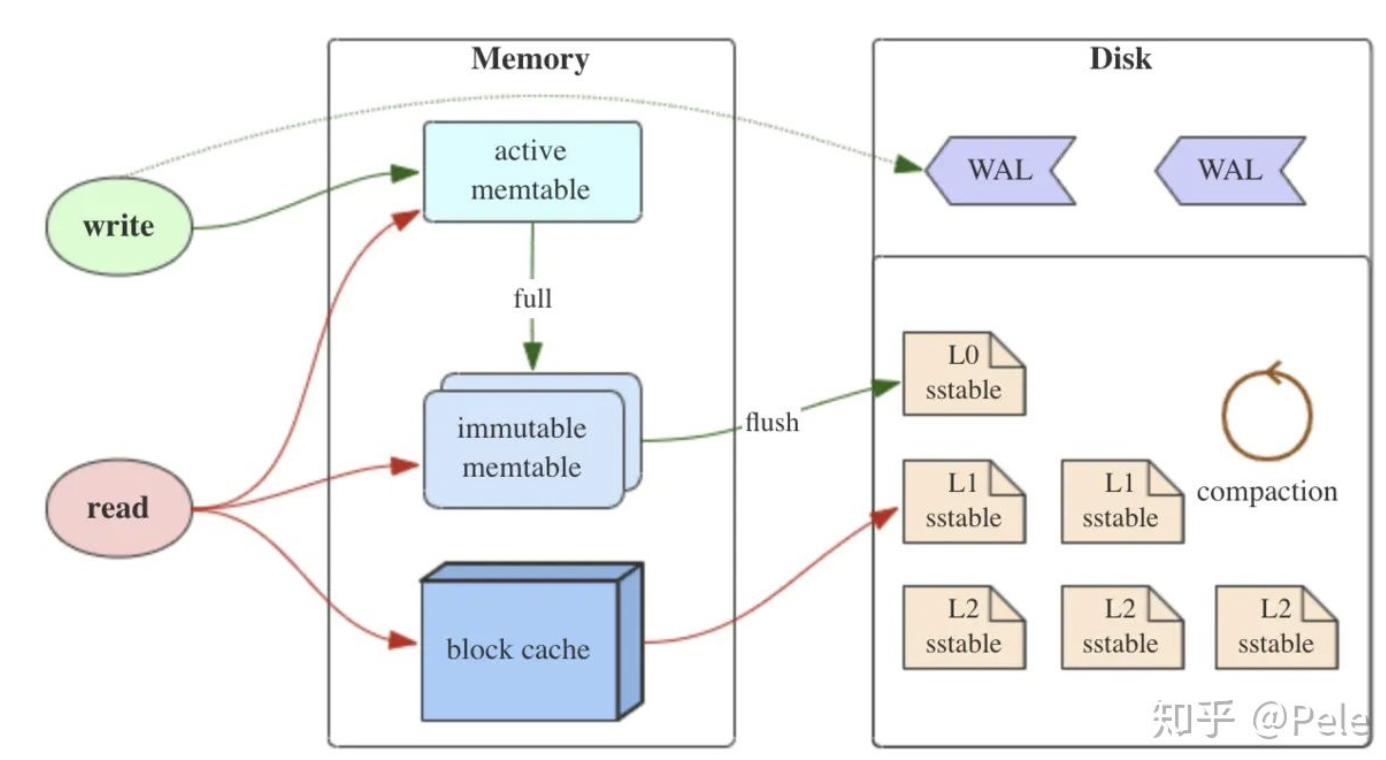 Memory
Disk
active
memtable
WAL
WAL
write
full
L0
sstable
immutable
memtable
flush
L1
sstable
L1
sstable
compaction
read
block cache
L2
sstable
L2
sstable
L2
sstable
知乎 @Pele